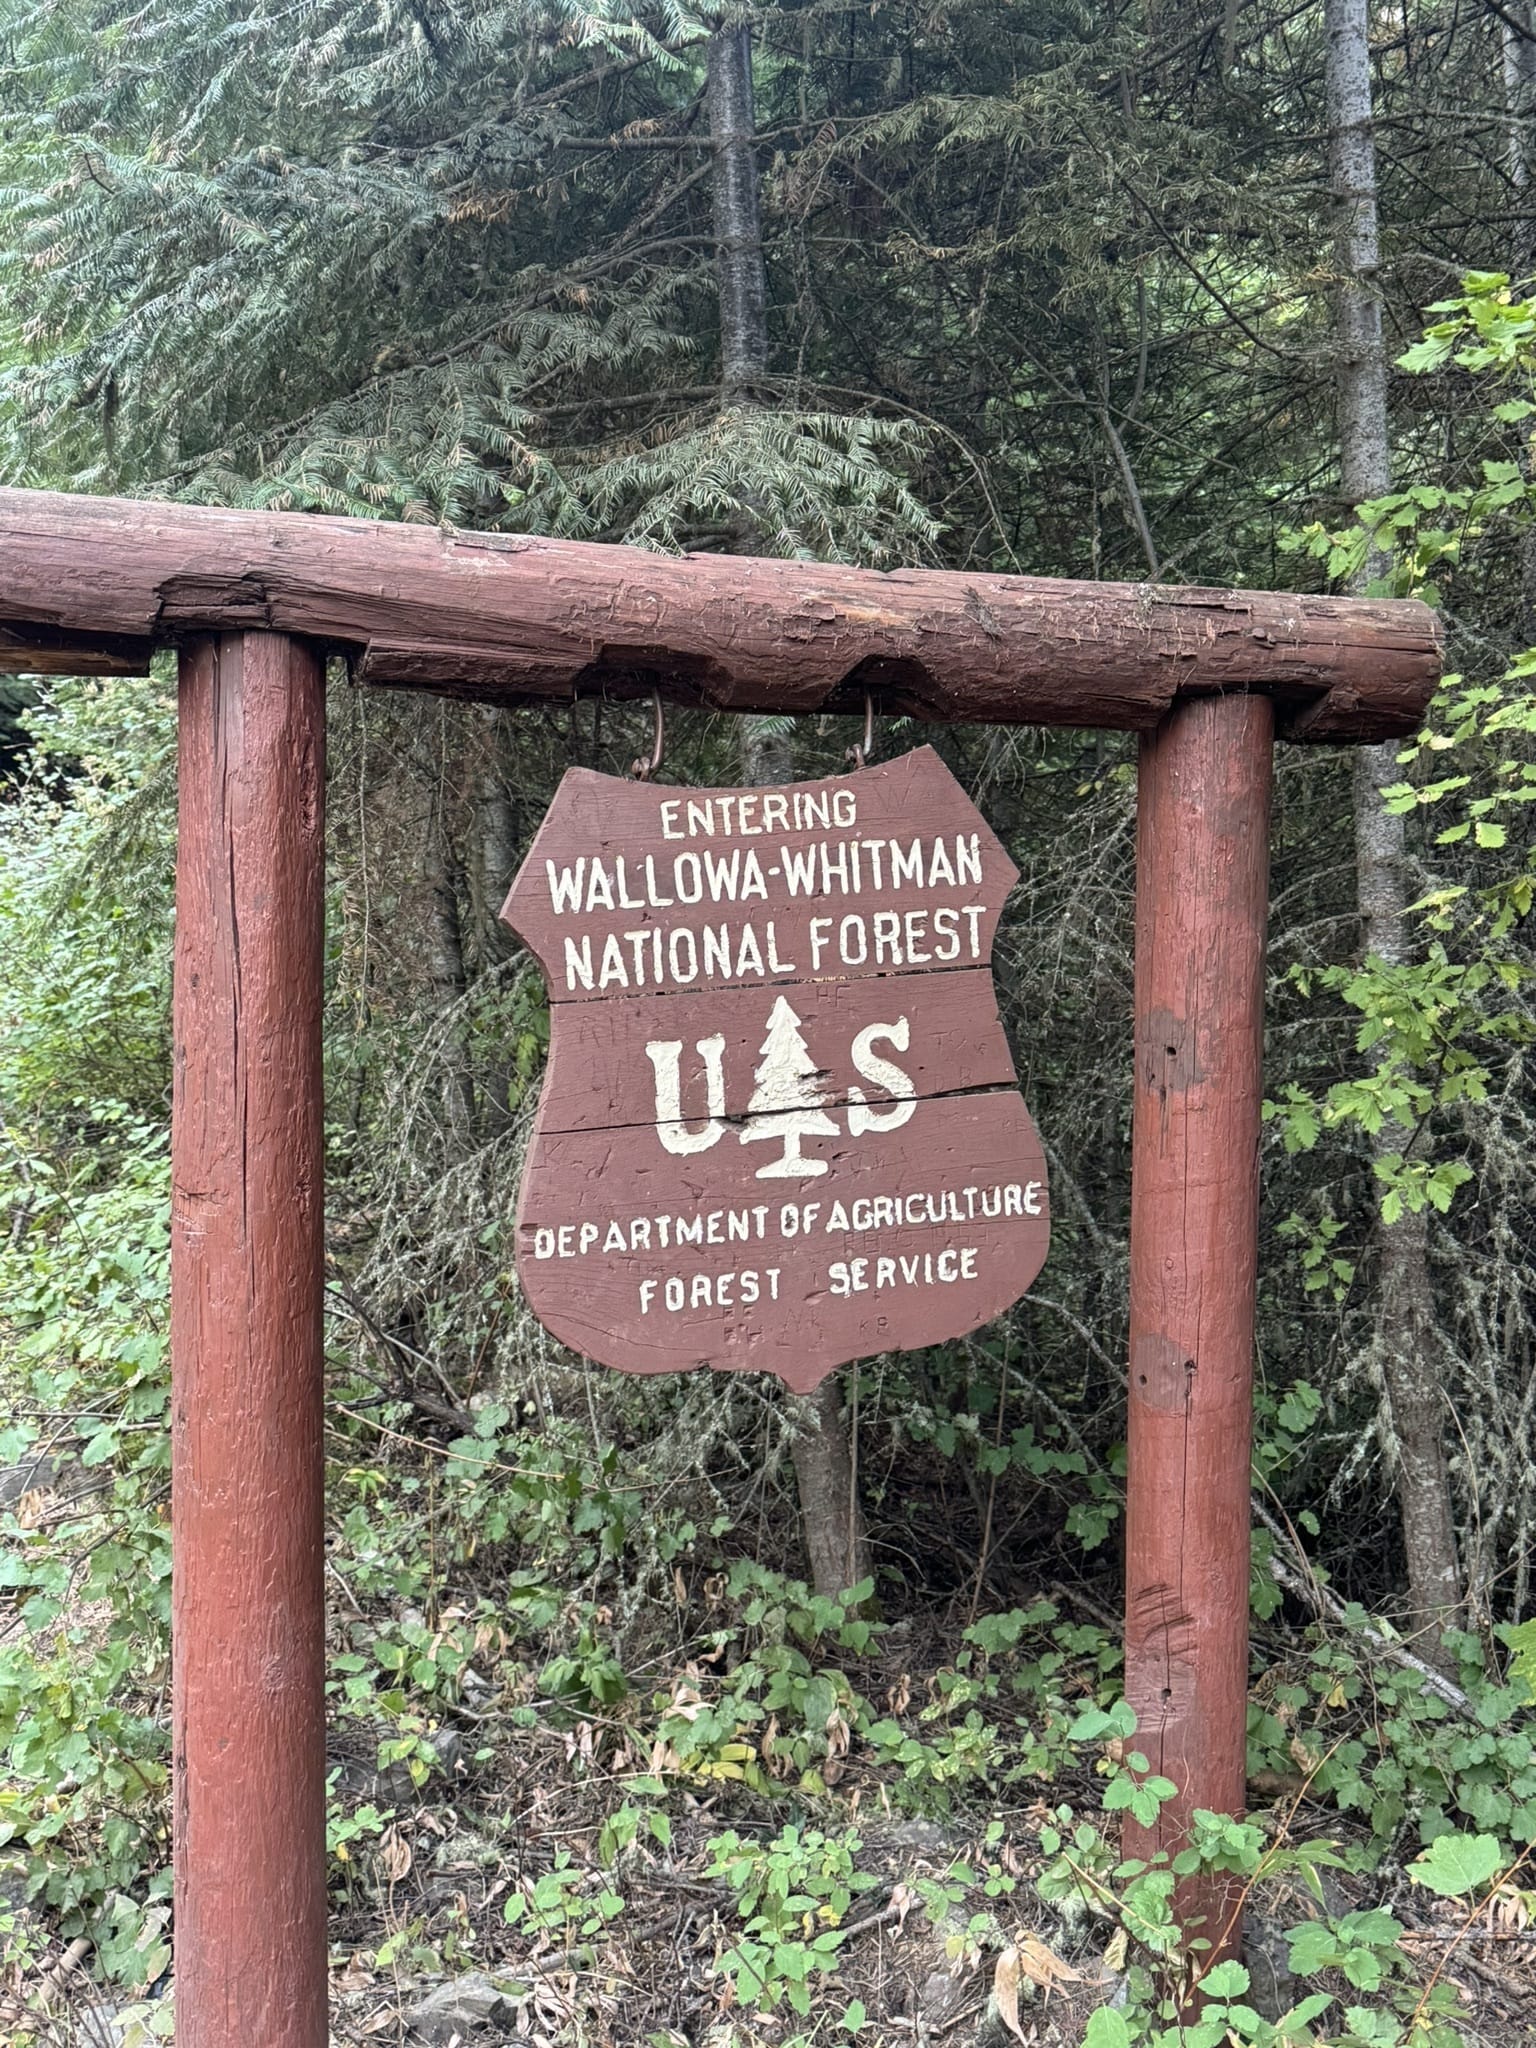 ENTERING
WALLOWA-WHITMAN
NATIONAL FOREST
U S
DEPARTMENT OF AGRICULTURE
FOREST SERVICE